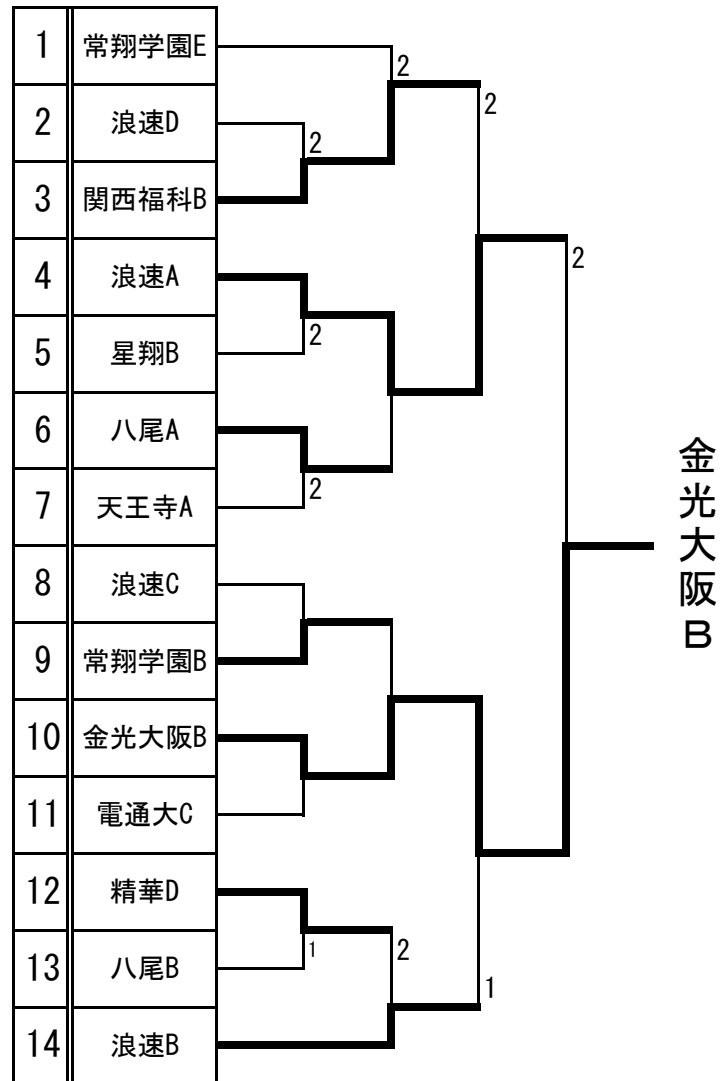 1 常翔学園E
2 浪速D
3 関西福科B
4 浪速A
5 星翔B
6 八尾A
7 天王寺A
8 浪速C
9 常翔学園B
10 金光大阪B
11 電通大C
12 精華D
13 八尾B
14 浪速B
2
2
2
2
1
2
2
1
2
金光大阪B